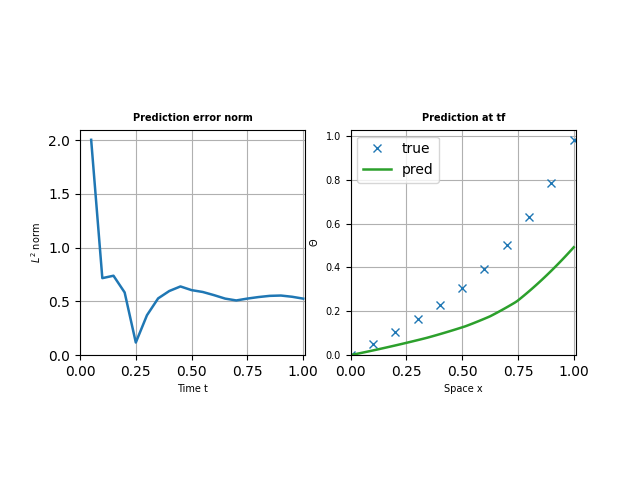 Prediction error norm
2.0
1.5
1.0
0.5
0.0
L² norm
0.00 0.25 0.50 0.75 1.00
Time t
Prediction at tf
true
pred
1.0
0.8
0.6
0.4
0.2
0.0
Θ
0.00 0.25 0.50 0.75 1.00
Space x